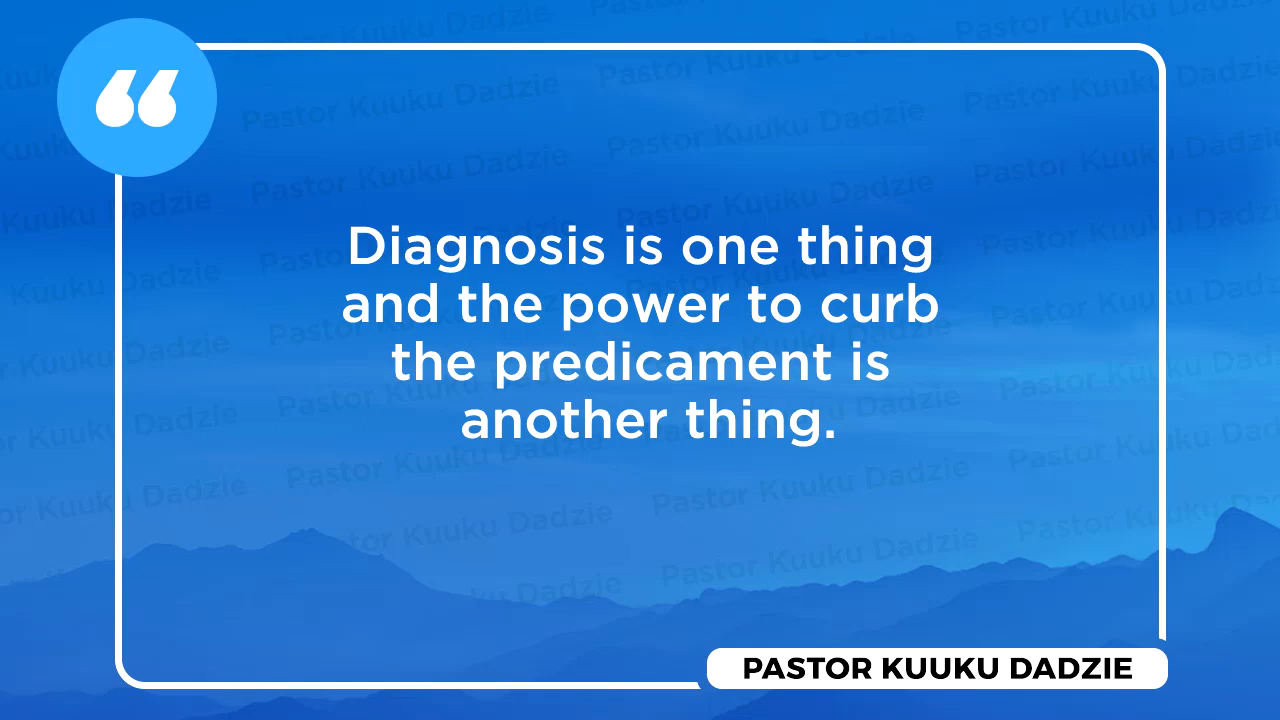 Diagnosis is one thing
and the power to curb
the predicament is
another thing.
PASTOR KUUKU DADZIE